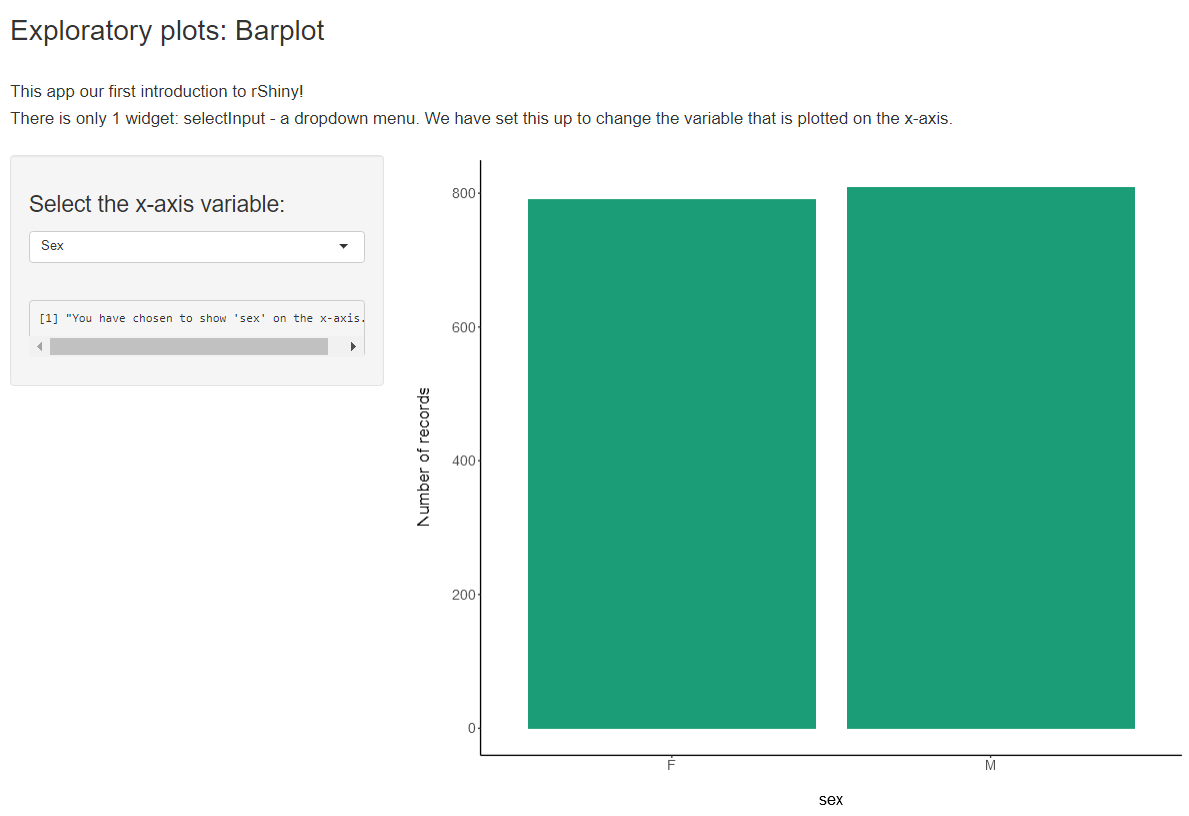 Exploratory plots: Barplot
This app our first introduction to rShiny!
There is only 1 widget: selectInput - a dropdown menu. We have set this up to change the variable that is plotted on the x-axis.
Select the x-axis variable:
Sex
[1] "You have chosen to show 'sex' on the x-axis.
Number of records
800
600
400
200
0
F M
sex